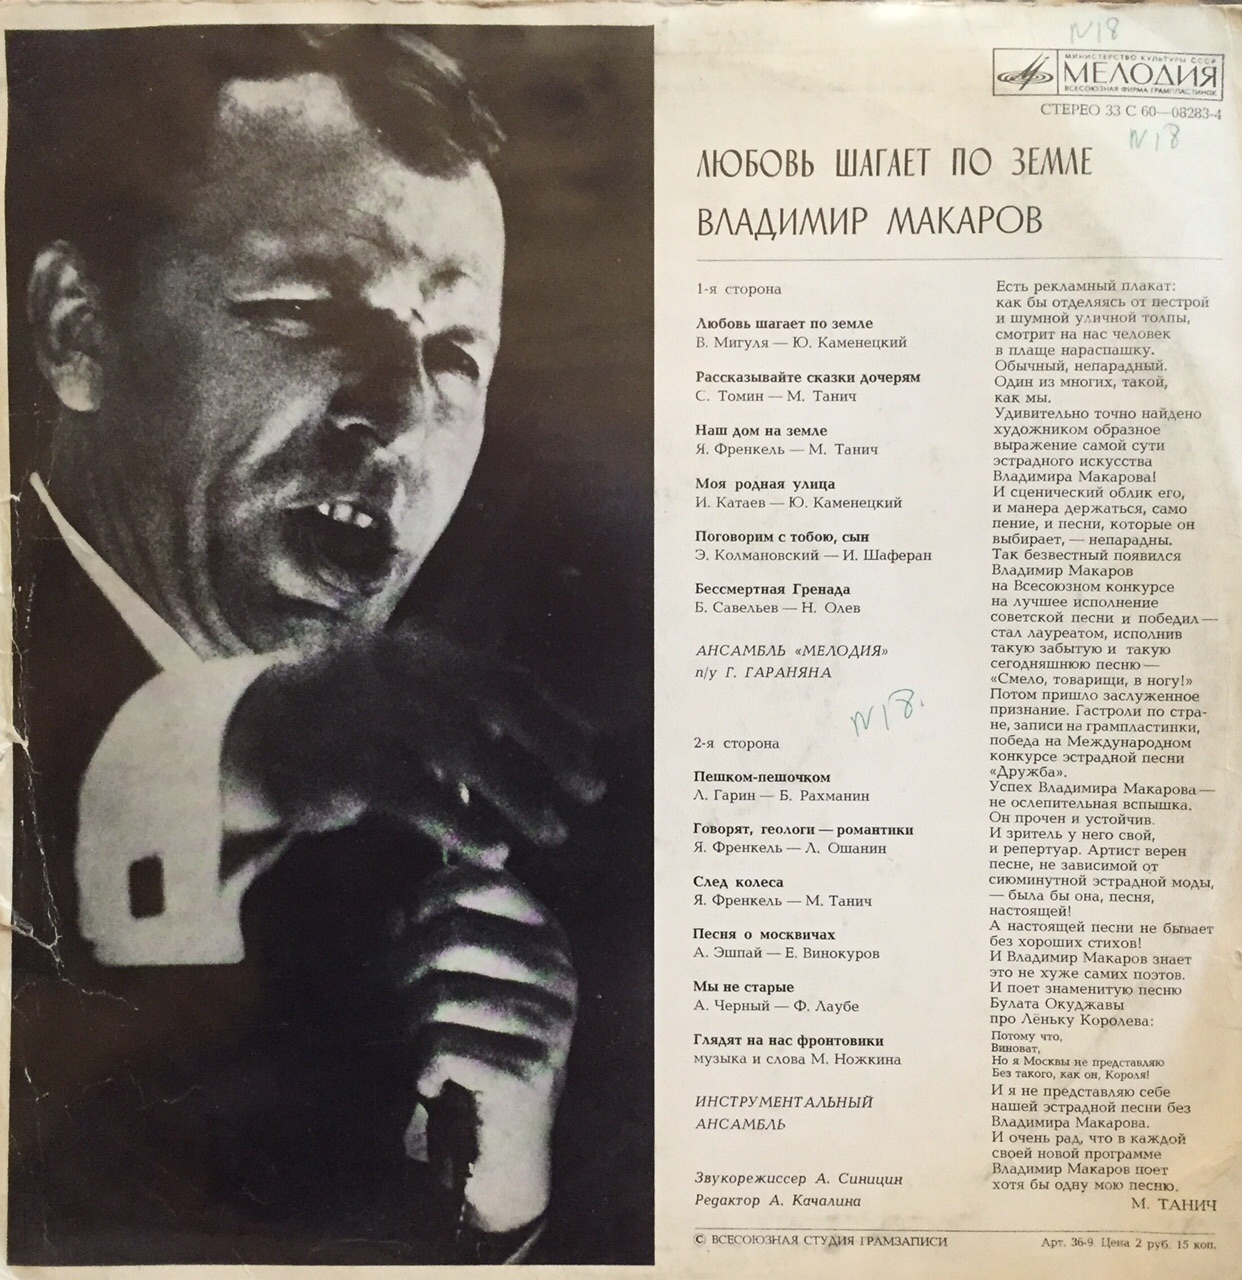 N18
МИНИСТЕРСТВО КУЛЬТУРЫ СССР
МЕЛОДИЯ
ВСЕСОЮЗНАЯ ФИРМА ГРАМПЛАСТИНОК
СТЕРЕО 33 С 60—08283-4
N18
ЛЮБОВЬ ШАГАЕТ ПО ЗЕМЛЕ
ВЛАДИМИР МАКАРОВ
1-я сторона
Любовь шагает по земле
В. Мигуля — Ю. Каменецкий
Рассказывайте сказки дочерям
С. Томин — М. Танич
Наш дом на земле
Я. Френкель — М. Танич
Моя родная улица
И. Катаев — Ю. Каменецкий
Поговорим с тобою, сын
Э. Колмановский — И. Шаферан
Бессмертная Гренада
Б. Савельев — Н. Олев
АНСАМБЛЬ «МЕЛОДИЯ»
п/у Г. ГАРАНЯНА
N18.
2-я сторона
Пешком-пешочком
Л. Гарин — Б. Рахманин
Говорят, геологи — романтики
Я. Френкель — Л. Ошанин
След колеса
Я. Френкель — М. Танич
Песня о москвичах
А. Эшпай — Е. Винокуров
Мы не старые
А. Черный — Ф. Лаубе
Глядят на нас фронтовики
музыка и слова М. Ножкина
ИНСТРУМЕНТАЛЬНЫЙ
АНСАМБЛЬ
Звукорежиссер А. Синицин
Редактор А. Качалина
Есть рекламный плакат:
как бы отделяясь от пестрой
и шумной уличной толпы,
смотрит на нас человек
в плаще нараспашку.
Обычный, непарадный.
Один из многих, такой,
как мы.
Удивительно точно найдено
художником образное
выражение самой сути
эстрадного искусства
Владимира Макарова!
И сценический облик его,
и манера держаться, само
пение, и песни, которые он
выбирает, — непарадны.
Так безвестный появился
Владимир Макаров
на Всесоюзном конкурсе
на лучшее исполнение
советской песни и победил —
стал лауреатом, исполнив
такую забытую и такую
сегодняшнюю песню —
«Смело, товарищи, в ногу!»
Потом пришло заслуженное
признание. Гастроли по стра-
не, записи на грампластинки,
победа на Международном
конкурсе эстрадной песни
«Дружба».
Успех Владимира Макарова —
не ослепительная вспышка.
Он прочен и устойчив.
И зритель у него свой,
и репертуар. Артист верен
песне, не зависимой от
сиюминутной эстрадной моды,
— была бы она, песня,
настоящей!
А настоящей песни не бывает
без хороших стихов!
И Владимир Макаров знает
это не хуже самих поэтов.
И поет знаменитую песню
Булата Окуджавы
про Лёньку Королева:
Потому что,
Виноват,
Но я Москвы не представляю
Без такого, как он, Короля!
И я не представляю себе
нашей эстрадной песни без
Владимира Макарова.
И очень рад, что в каждой
своей новой программе
Владимир Макаров поет
хотя бы одну мою песню.
М. ТАНИЧ
© ВСЕСОЮЗНАЯ СТУДИЯ ГРАМЗАПИСИ
Арт. 36-9. Цена 2 руб. 15 коп.